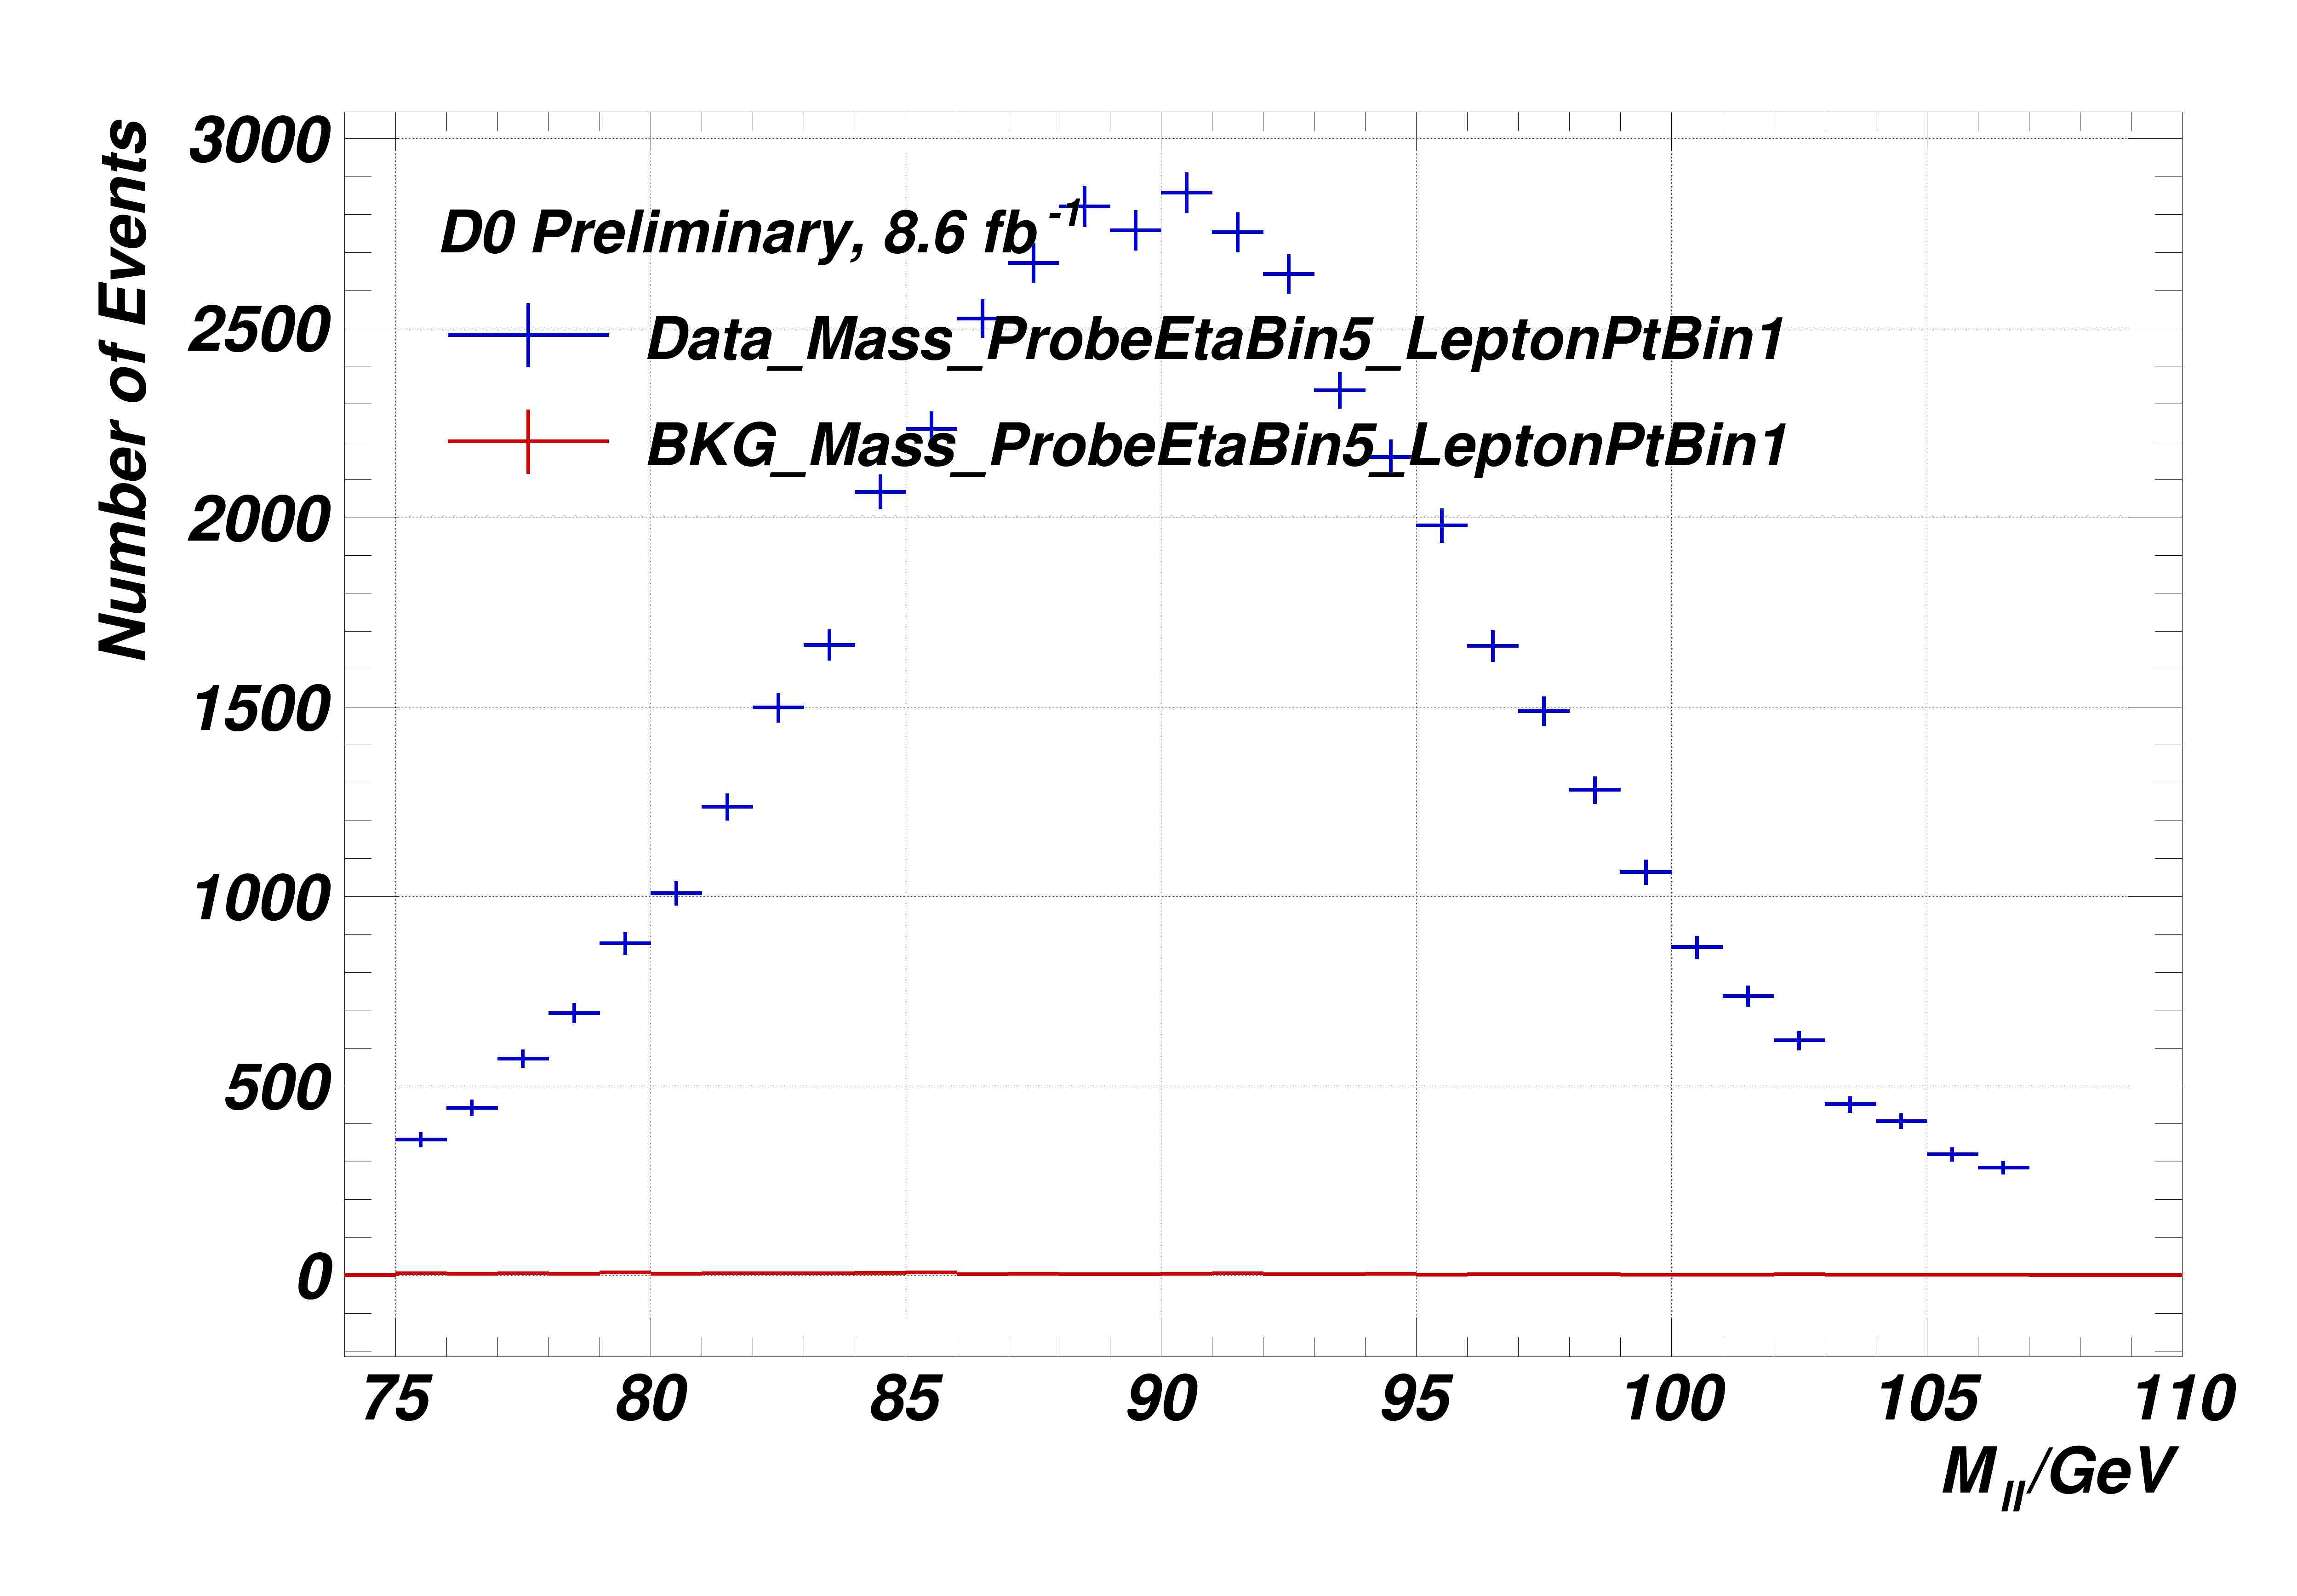 Number of Events
3000
2500
2000
1500
1000
500
0
D0 Preliminary, 8.6 fb-1
Data_Mass_ProbeEtaBin5_LeptonPtBin1
BKG_Mass_ProbeEtaBin5_LeptonPtBin1
75 80 85 90 95 100 105 110
Mll/GeV